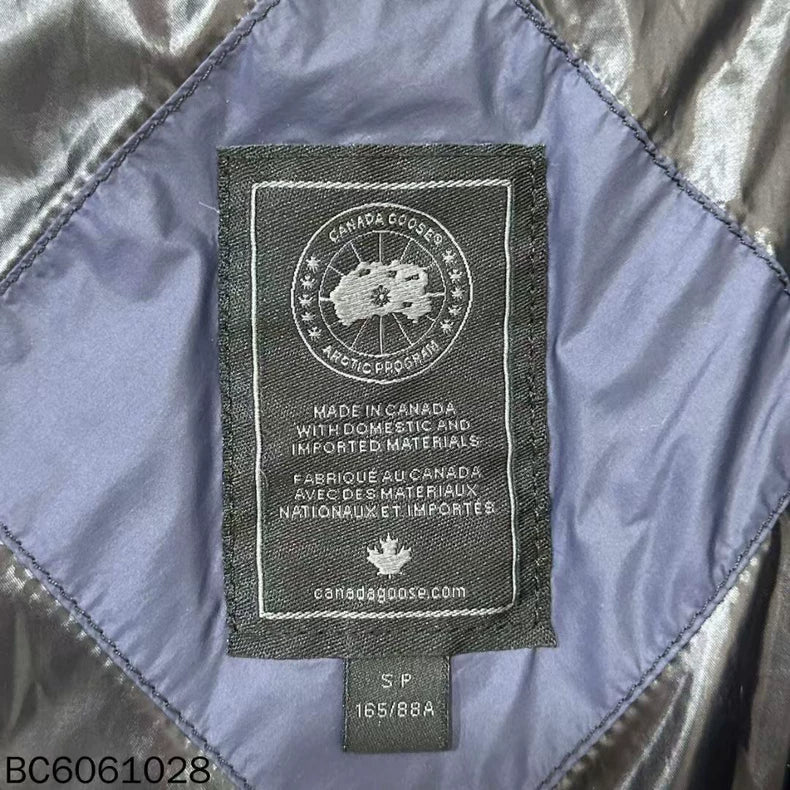 CANADA GOOSE®
ARCTIC PROGRAM
MADE IN CANADA
WITH DOMESTIC AND
IMPORTED MATERIALS
FABRIQUÉ AU CANADA
AVEC DES MATERIAUX
NATIONAUX ET IMPORTÉS
canadagoose.com
S P
165/88A
BC6061028